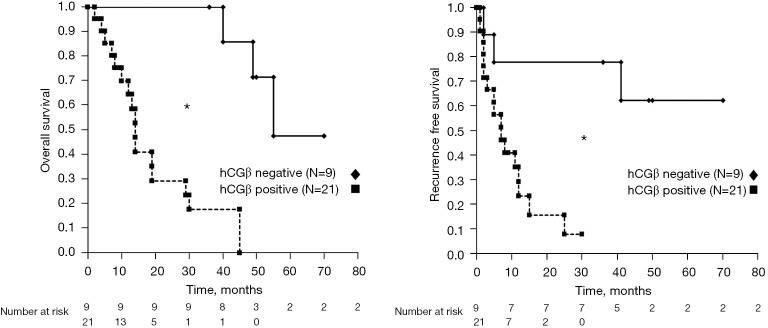 Overall survival
1.0
0.9
0.8
0.7
0.6
0.5
0.4
0.3
0.2
0.1
0.0
*
hCGβ negative (N=9)
hCGβ positive (N=21)
0 10 20 30 40 50 60 70 80
Time, months
Number at risk
9 9 9 9 8 3 2 2 2
21 13 5 1 1 0
Recurrence free survival
1.0
0.9
0.8
0.7
0.6
0.5
0.4
0.3
0.2
0.1
0.0
*
hCGβ negative (N=9)
hCGβ positive (N=21)
0 10 20 30 40 50 60 70 80
Time, months
Number at risk
9 7 7 7 5 2 2 2 2
21 7 2 0